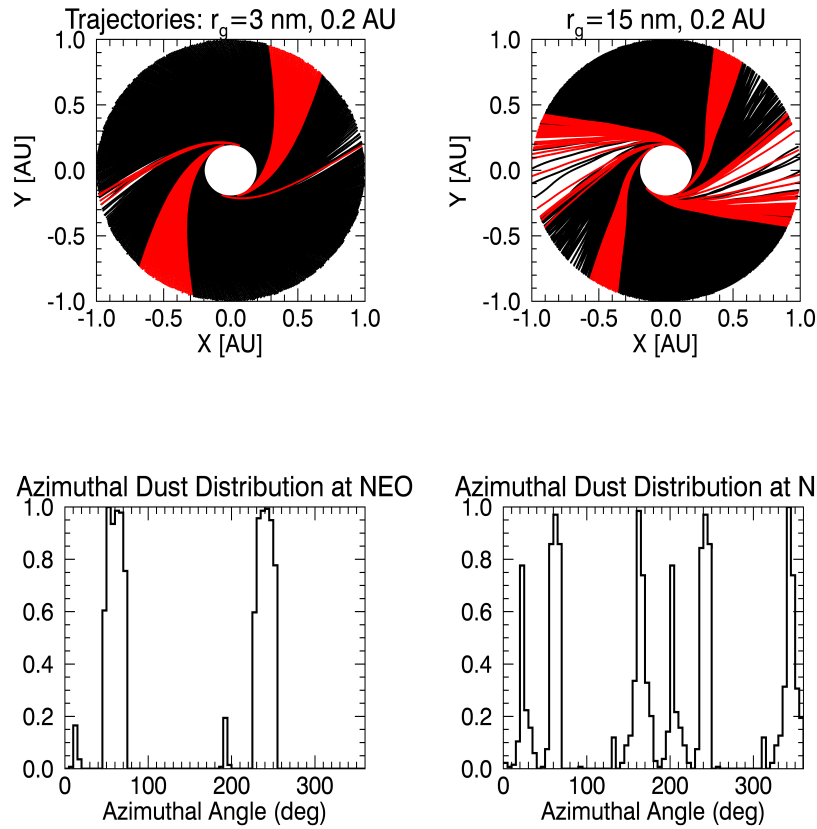 Trajectories: r_g=3 nm, 0.2 AU
r_g=15 nm, 0.2 AU
1.0
0.5
0.0
-0.5
-1.0
Y [AU]
-1.0 -0.5 0.0 0.5 1.0
X [AU]
1.0
0.5
0.0
-0.5
-1.0
Y [AU]
-1.0 -0.5 0.0 0.5 1.0
X [AU]
Azimuthal Dust Distribution at NEO
1.0
0.8
0.6
0.4
0.2
0.0
0 100 200 300
Azimuthal Angle (deg)
Azimuthal Dust Distribution at N
1.0
0.8
0.6
0.4
0.2
0.0
0 100 200 300
Azimuthal Angle (deg)